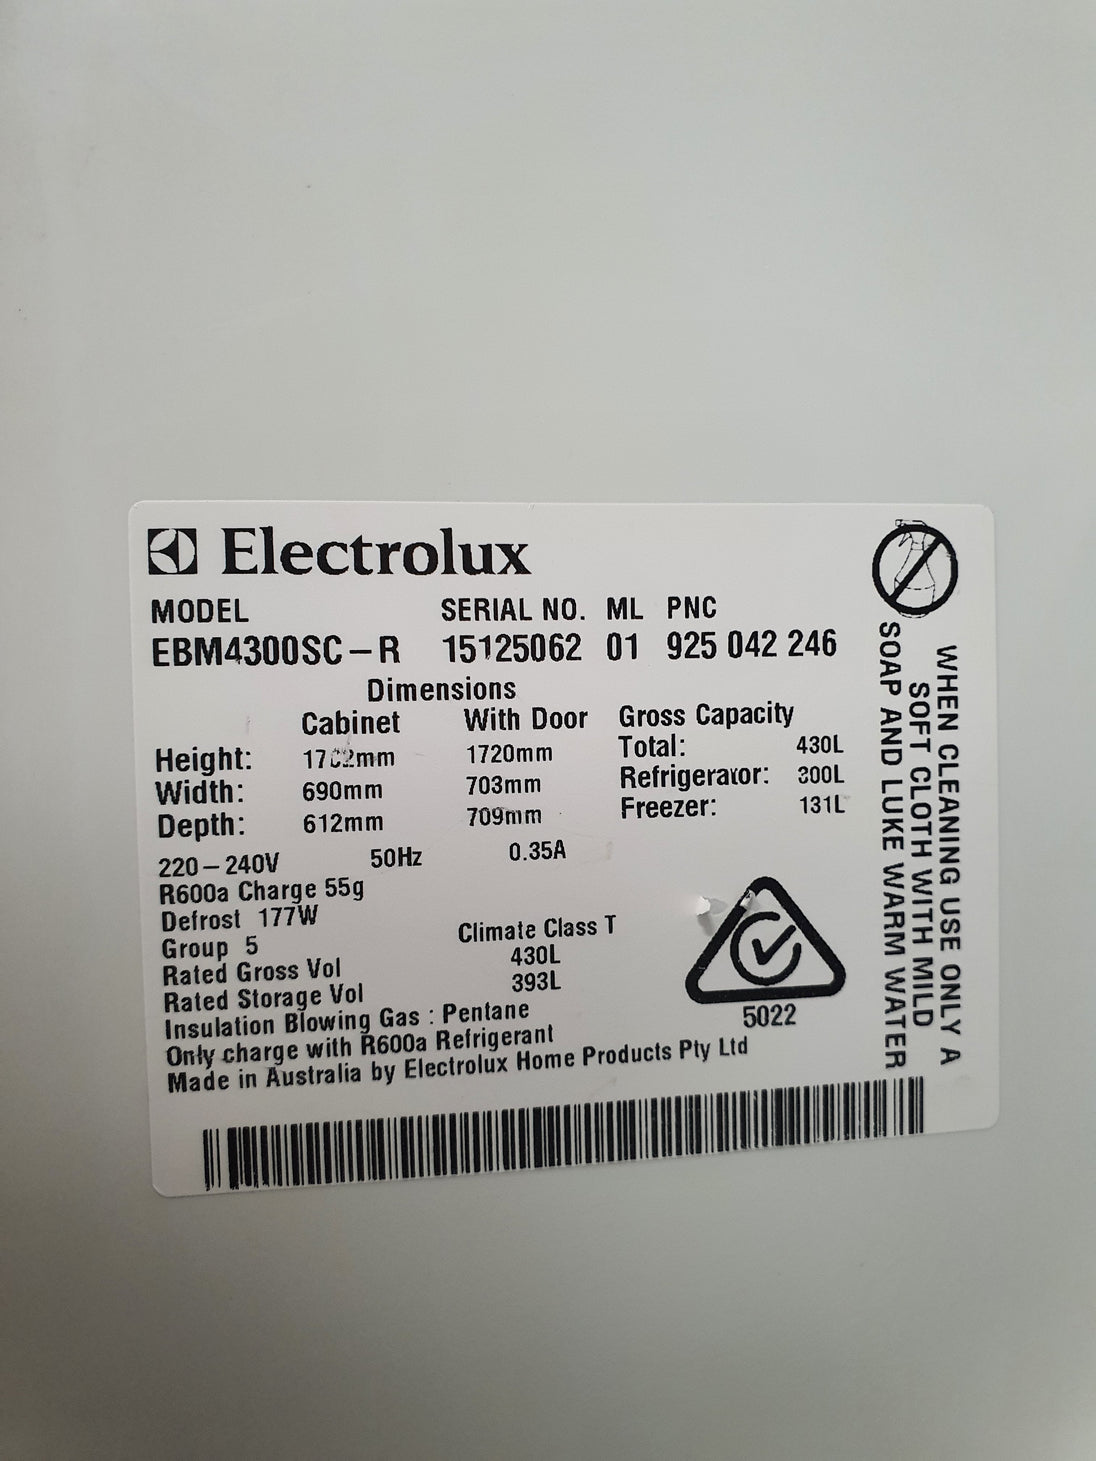 Electrolux
MODEL SERIAL NO. ML PNC
EBM4300SC-R 15125062 01 925 042 246
Dimensions
Cabinet With Door Gross Capacity
Height: 1720mm Total: 430L
Width: 690mm 703mm Refrigerator: 300L
Depth: 612mm 709mm Freezer: 131L
220-240V 50Hz 0.35A
R600a Charge 55g
Defrost 177W
Group 5 Climate Class T
Rated Gross Vol 430L
Rated Storage Vol 393L
Insulation Blowing Gas : Pentane
Only charge with R600a Refrigerant
Made in Australia by Electrolux Home Products Pty Ltd
5022
WHEN CLEANING USE ONLY A
SOFT CLOTH WITH MILD
SOAP AND LUKE WARM WATER